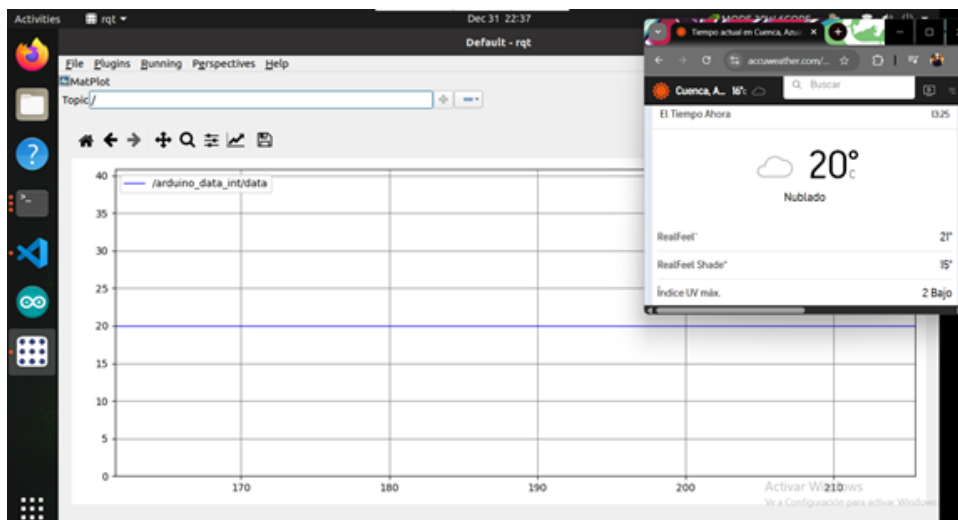 Activities rqt Dec 31 22:37
Default - rqt
File Plugins Running Perspectives Help
MatPlot
Topic /
/arduino_data_int/data
40
35
30
25
20
15
10
5
0
170 180 190 200 210
Tiempo actual en Cuenca, Azu
accuweather.com/...
Cuenca, A... 16°C Buscar
El Tiempo Ahora 13:25
20°C
Nublado
RealFeel® 21°
RealFeel Shade™ 15°
Índice UV máx. 2 Bajo
Activar Windows
Ve a Configuración para activar Windows